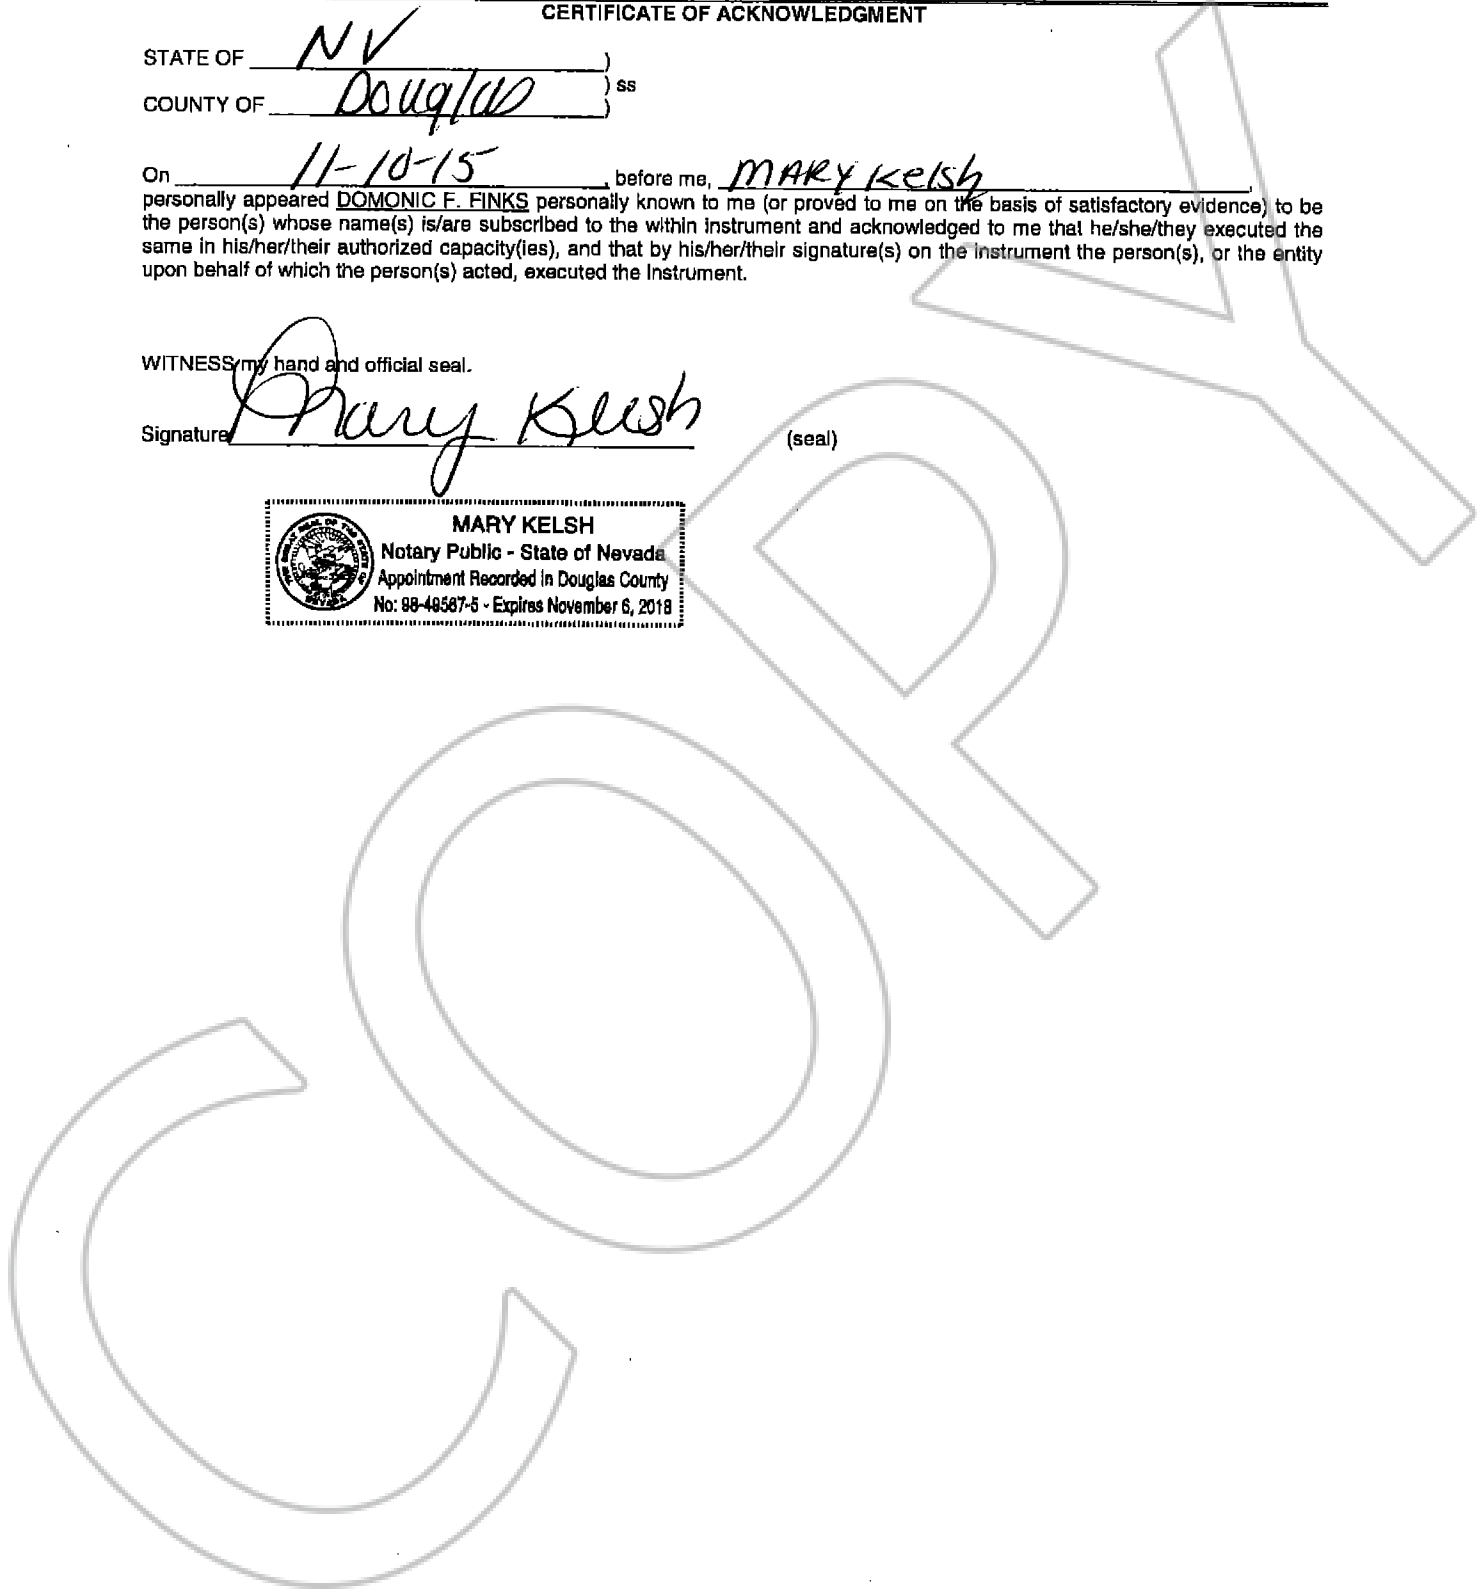 CERTIFICATE OF ACKNOWLEDGMENT
STATE OF NV )
) ss
COUNTY OF Douglas )
On 11-10-15, before me, MARY Kelsh,
personally appeared DOMONIC F. FINKS personally known to me (or proved to me on the basis of satisfactory evidence) to be
the person(s) whose name(s) is/are subscribed to the within instrument and acknowledged to me that he/she/they executed the
same in his/her/their authorized capacity(ies), and that by his/her/their signature(s) on the instrument the person(s), or the entity
upon behalf of which the person(s) acted, executed the instrument.
WITNESS my hand and official seal.
Signature Mary Kelsh (seal)
MARY KELSH
Notary Public - State of Nevada
Appointment Recorded in Douglas County
No: 98-49567-5 - Expires November 6, 2018
COPY